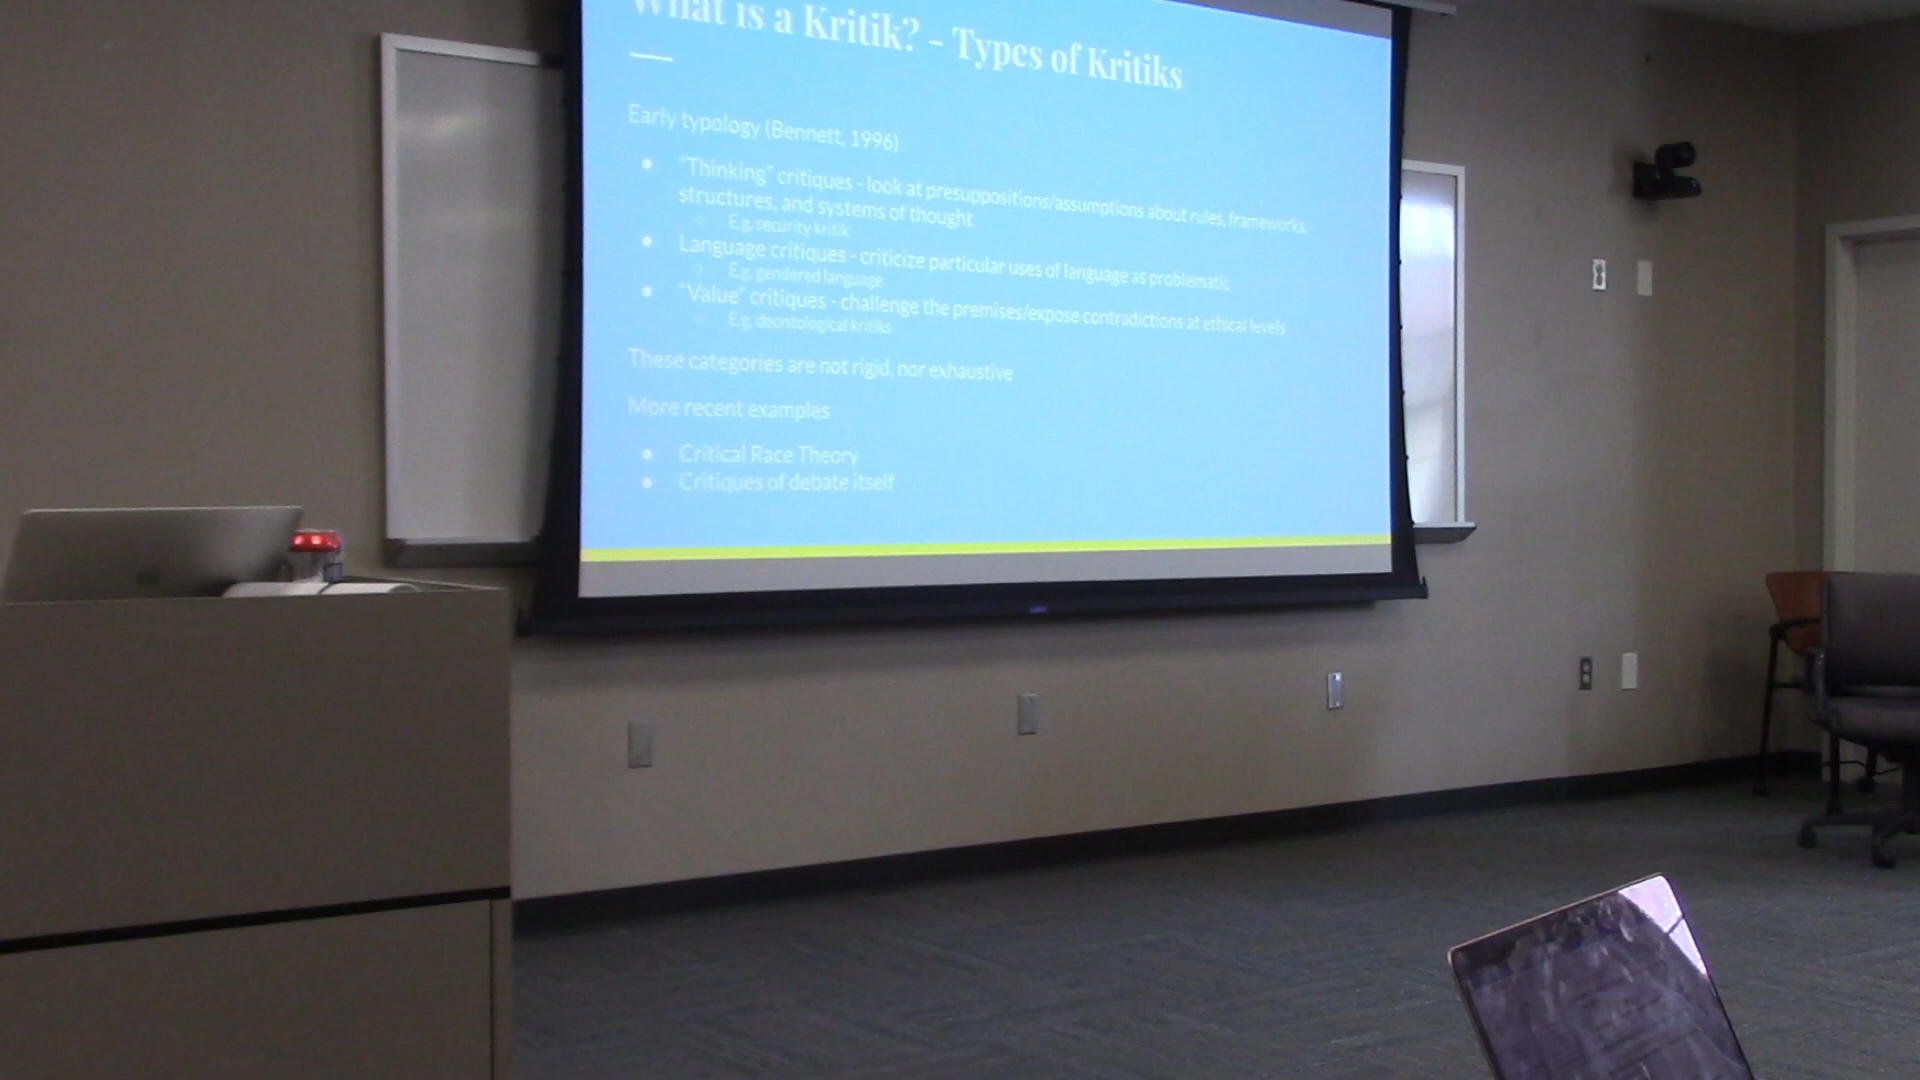 What is a Kritik? - Types of Kritiks
Early typology (Bennett, 1996)
"Thinking" critiques - look at presuppositions/assumptions about rules, frameworks,
structures, and systems of thought
E.g. security kritik
Language critiques - criticize particular uses of language as problematic
E.g. gendered language
"Value" critiques - challenge the premises/expose contradictions at ethical levels
E.g. deontological kritiks
These categories are not rigid, nor exhaustive
More recent examples
Critical Race Theory
Critiques of debate itself